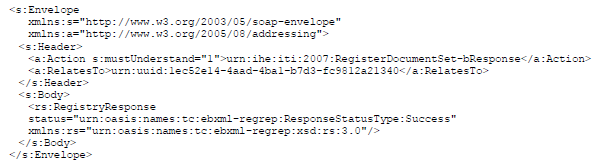 <s:Envelope
xmlns:s="http://www.w3.org/2003/05/soap-envelope"
xmlns:a="http://www.w3.org/2005/08/addressing">
<s:Header>
<a:Action s:mustUnderstand="1">urn:ihe:iti:2007:RegisterDocumentSet-bResponse</a:Action>
<a:RelatesTo>urn:uuid:1ec52e14-4aad-4ba1-b7d3-fc9812a21340</a:RelatesTo>
</s:Header>
<s:Body>
<rs:RegistryResponse
status="urn:oasis:names:tc:ebxml-regrep:ResponseStatusType:Success"
xmlns:rs="urn:oasis:names:tc:ebxml-regrep:xsd:rs:3.0"/>
</s:Body>
</s:Envelope>